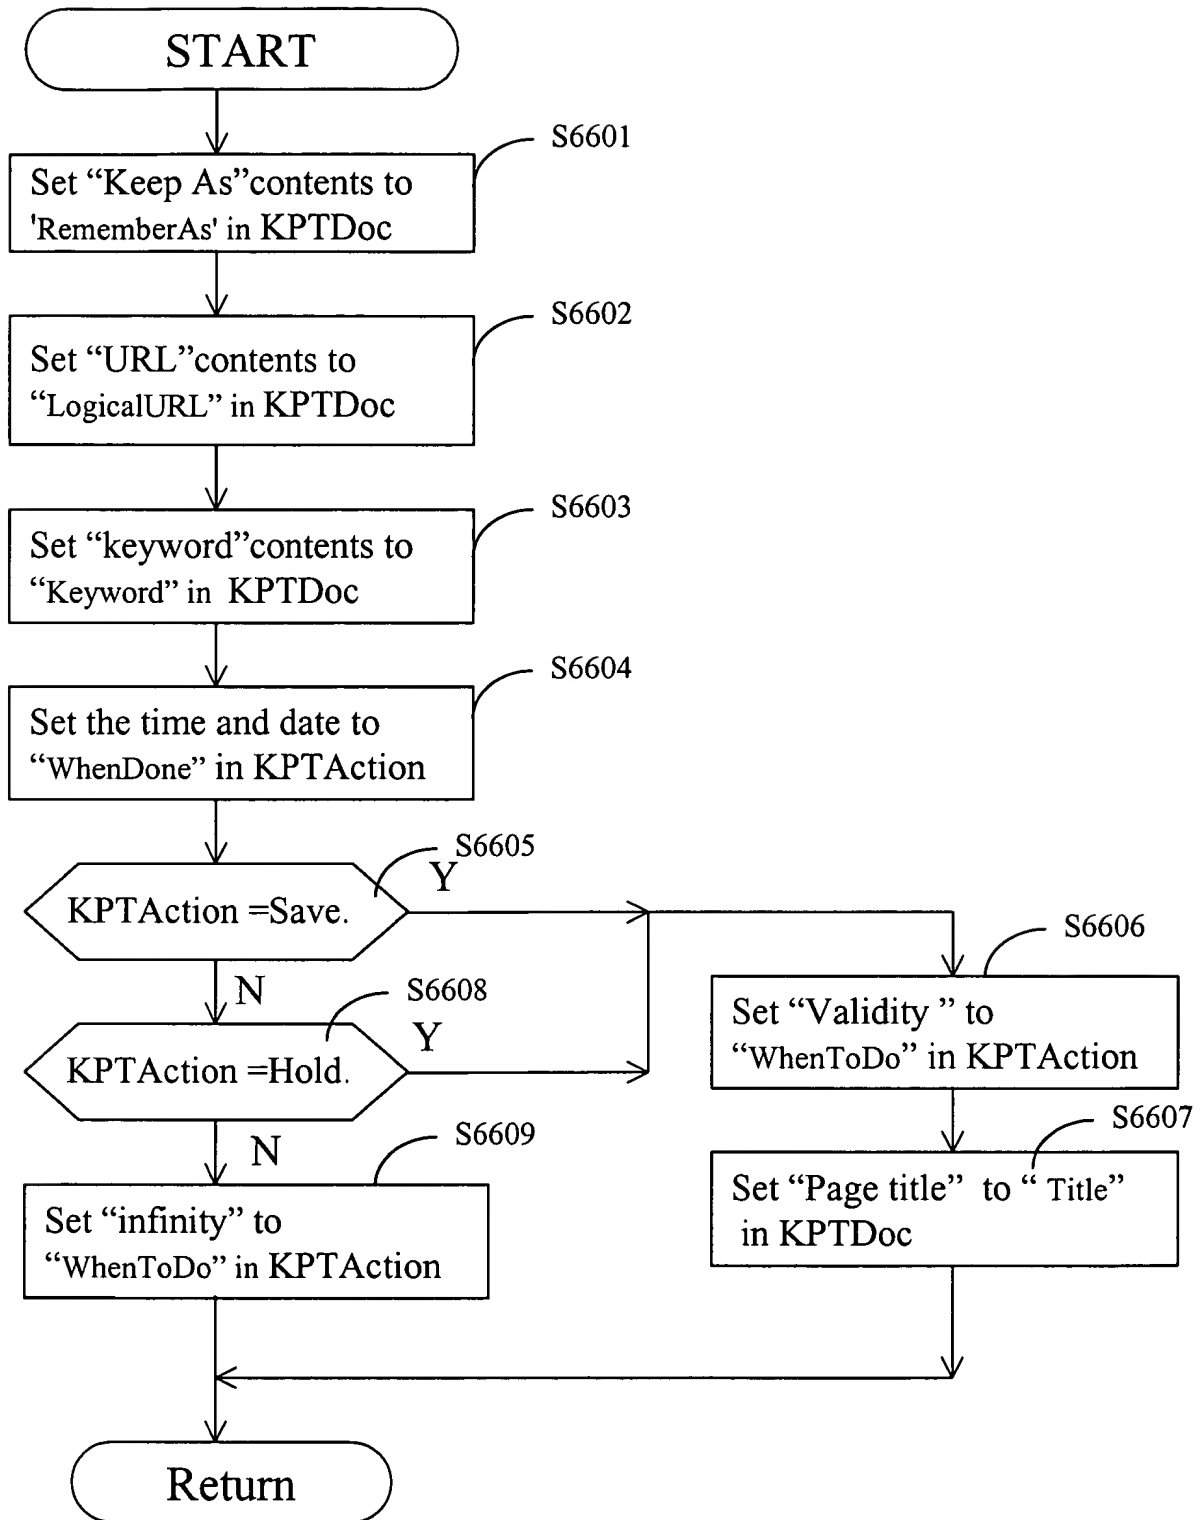 START
S6601
Set “Keep As”contents to
'RememberAs' in KPTDoc
S6602
Set “URL”contents to
“LogicalURL” in KPTDoc
S6603
Set “keyword”contents to
“Keyword” in KPTDoc
S6604
Set the time and date to
“WhenDone” in KPTAction
S6605
KPTAction =Save.
Y
N
S6606
Set “Validity ” to
“WhenToDo” in KPTAction
S6608
KPTAction =Hold.
Y
N
S6607
Set “Page title” to “ Title”
in KPTDoc
S6609
Set “infinity” to
“WhenToDo” in KPTAction
Return